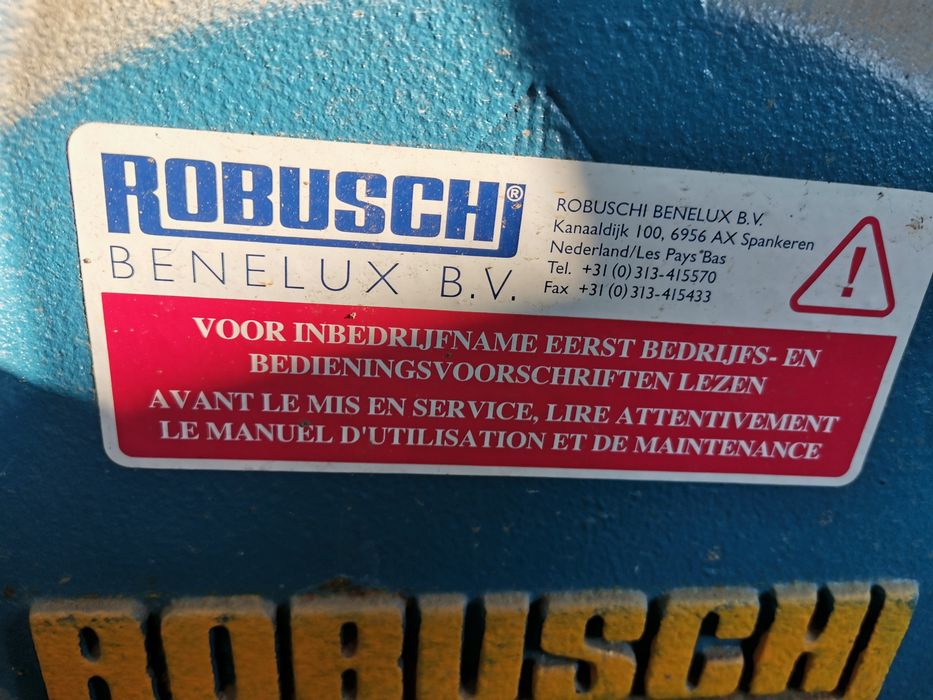 ROBUSCHI®
BENELUX B.V.
ROBUSCHI BENELUX B.V.
Kanaaldijk 100, 6956 AX Spankeren
Nederland/Les Pays Bas
Tel. +31 (0) 313-415570
Fax +31 (0) 313-415433
!
VOOR INBEDRIJFNAME EERST BEDRIJFS- EN
BEDIENINGSVOORSCHRIFTEN LEZEN
AVANT LE MIS EN SERVICE, LIRE ATTENTIVEMENT
LE MANUEL D'UTILISATION ET DE MAINTENANCE
ROBUSCHI